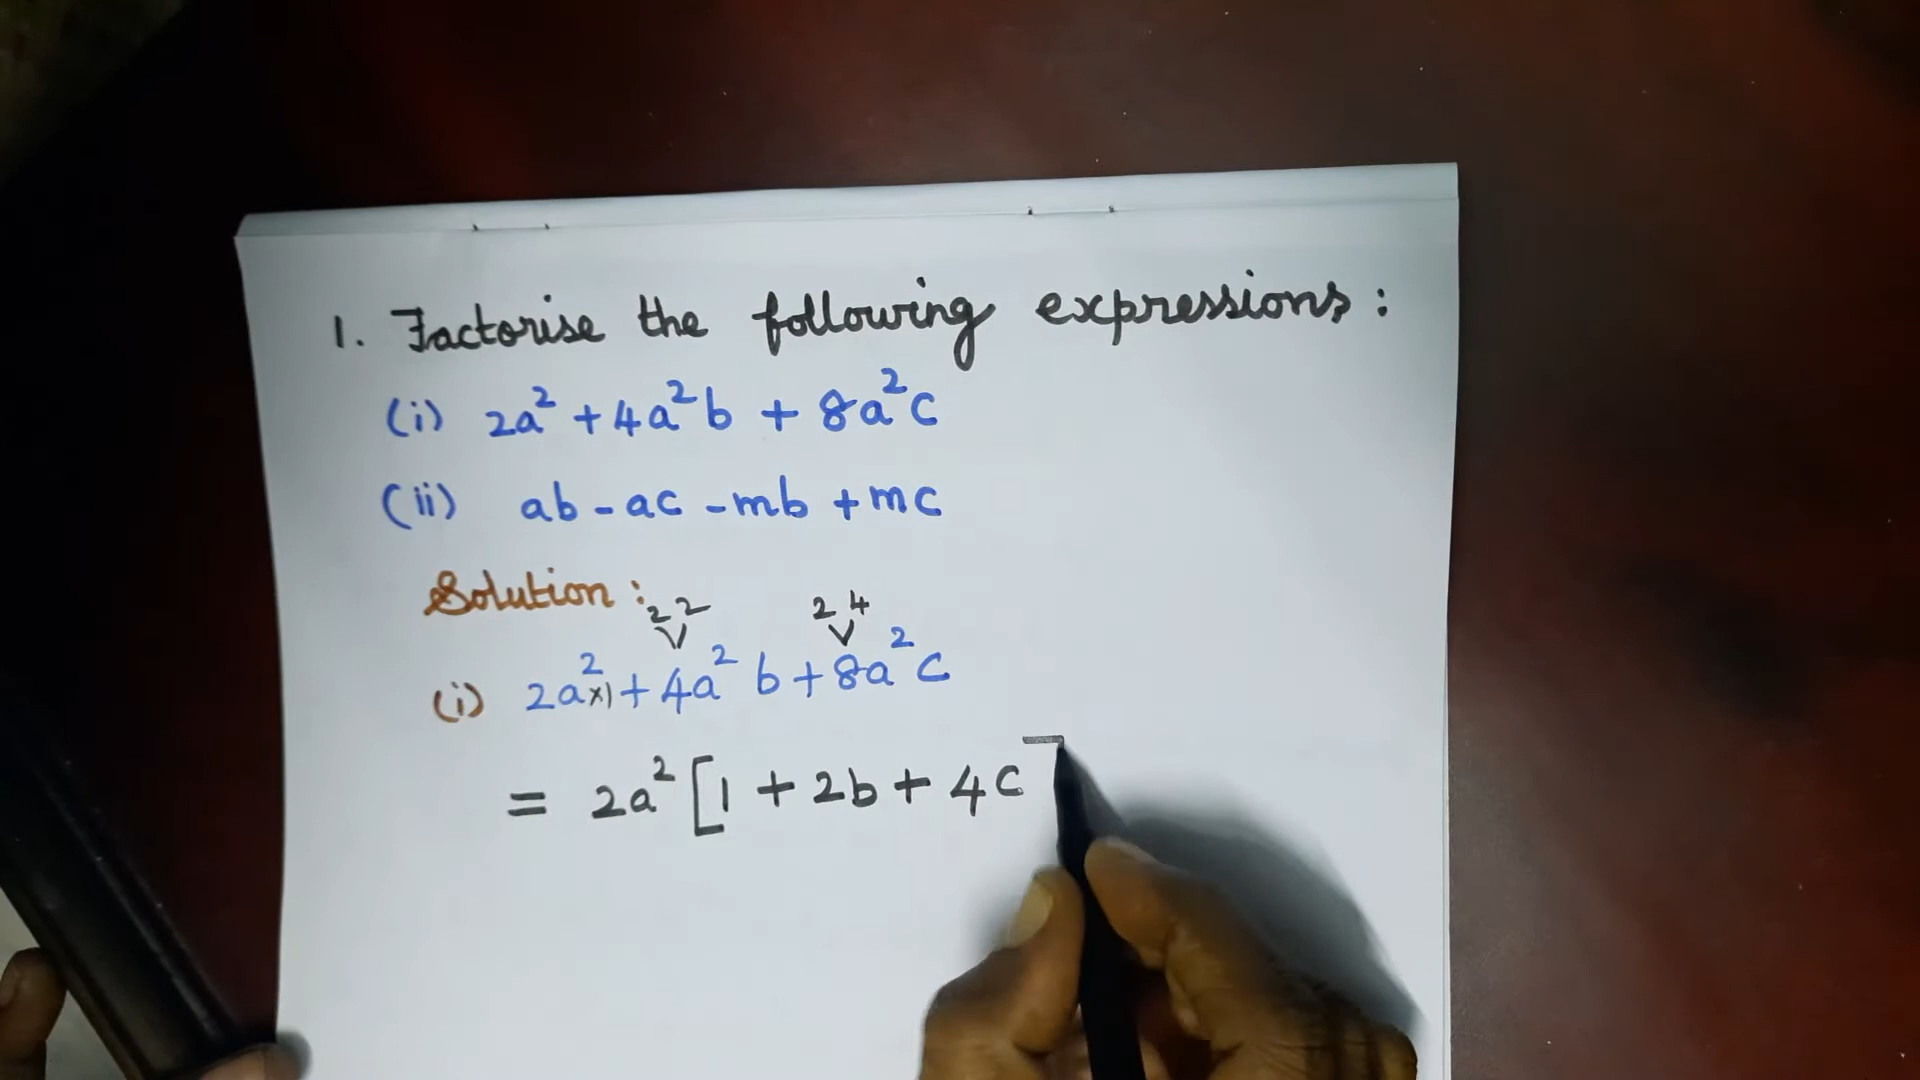 1. Factorise the following expressions:
(i) 2a² + 4a²b + 8a²c
(ii) ab - ac - mb + mc
Solution:
2 2 2 4
(i) 2a²×1 + 4a² b + 8a²c
= 2a² [1 + 2b + 4c